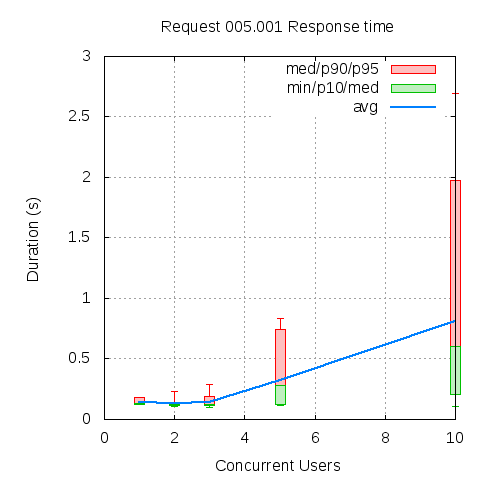 Request 005.001 Response time
3
med/p90/p95
min/p10/med
avg
2.5
2
1.5
1
0.5
0
Duration (s)
0 2 4 6 8 10
Concurrent Users